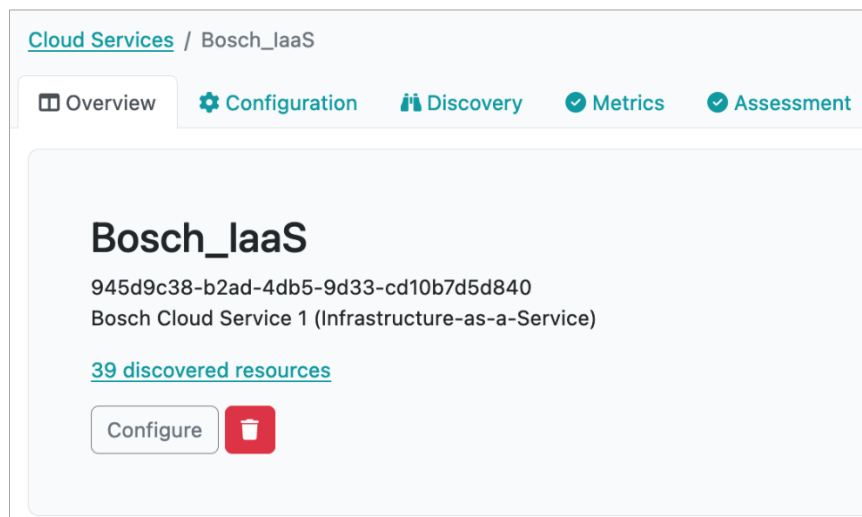 Cloud Services / Bosch_IaaS
Overview Configuration Discovery Metrics Assessment
Bosch_IaaS
945d9c38-b2ad-4db5-9d33-cd10b7d5d840
Bosch Cloud Service 1 (Infrastructure-as-a-Service)
39 discovered resources
Configure